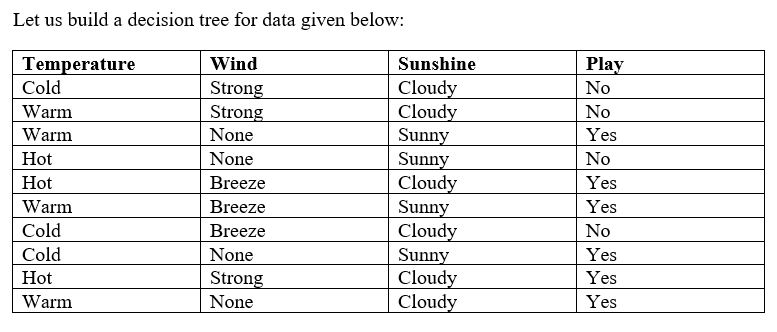 Let us build a decision tree for data given below:
Temperature Wind Sunshine Play
Cold Strong Cloudy No
Warm Strong Cloudy No
Warm None Sunny Yes
Hot None Sunny No
Hot Breeze Cloudy Yes
Warm Breeze Sunny Yes
Cold Breeze Cloudy No
Cold None Sunny Yes
Hot Strong Cloudy Yes
Warm None Cloudy Yes